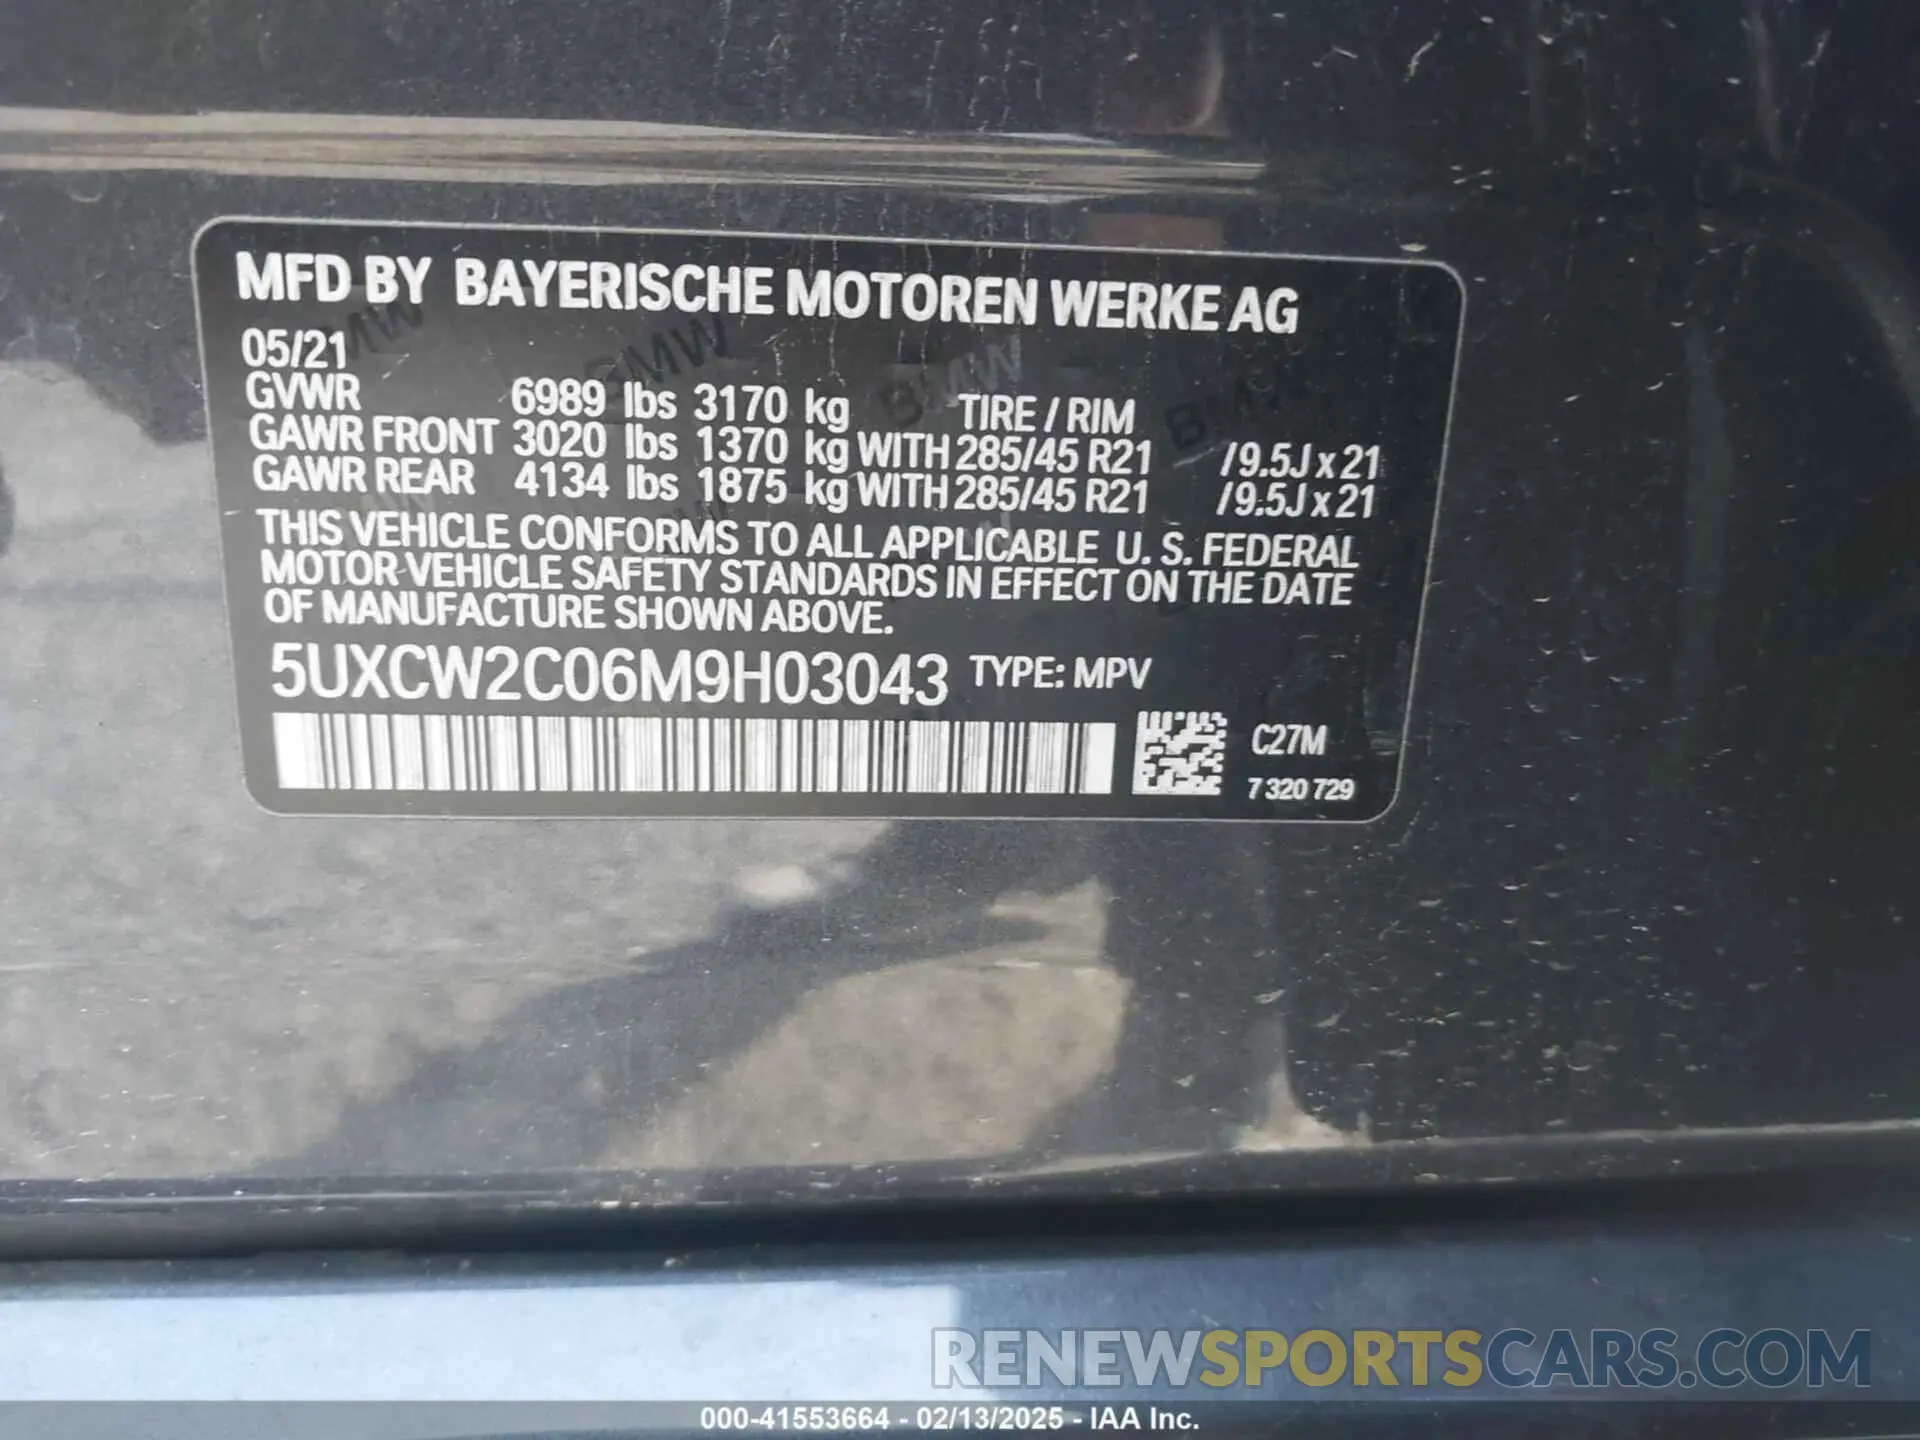 MFD BY BAYERISCHE MOTOREN WERKE AG
05/21
GVWR 6989 lbs 3170 kg TIRE / RIM
GAWR FRONT 3020 lbs 1370 kg WITH 285/45 R21 /9.5J x 21
GAWR REAR 4134 lbs 1875 kg WITH 285/45 R21 /9.5J x 21
THIS VEHICLE CONFORMS TO ALL APPLICABLE U. S. FEDERAL
MOTOR VEHICLE SAFETY STANDARDS IN EFFECT ON THE DATE
OF MANUFACTURE SHOWN ABOVE.
5UXCW2C06M9H03043 TYPE: MPV
C27M
7 320 729
RENEWSPORTSCARS.COM
000-41553664 - 02/13/2025 - IAA Inc.